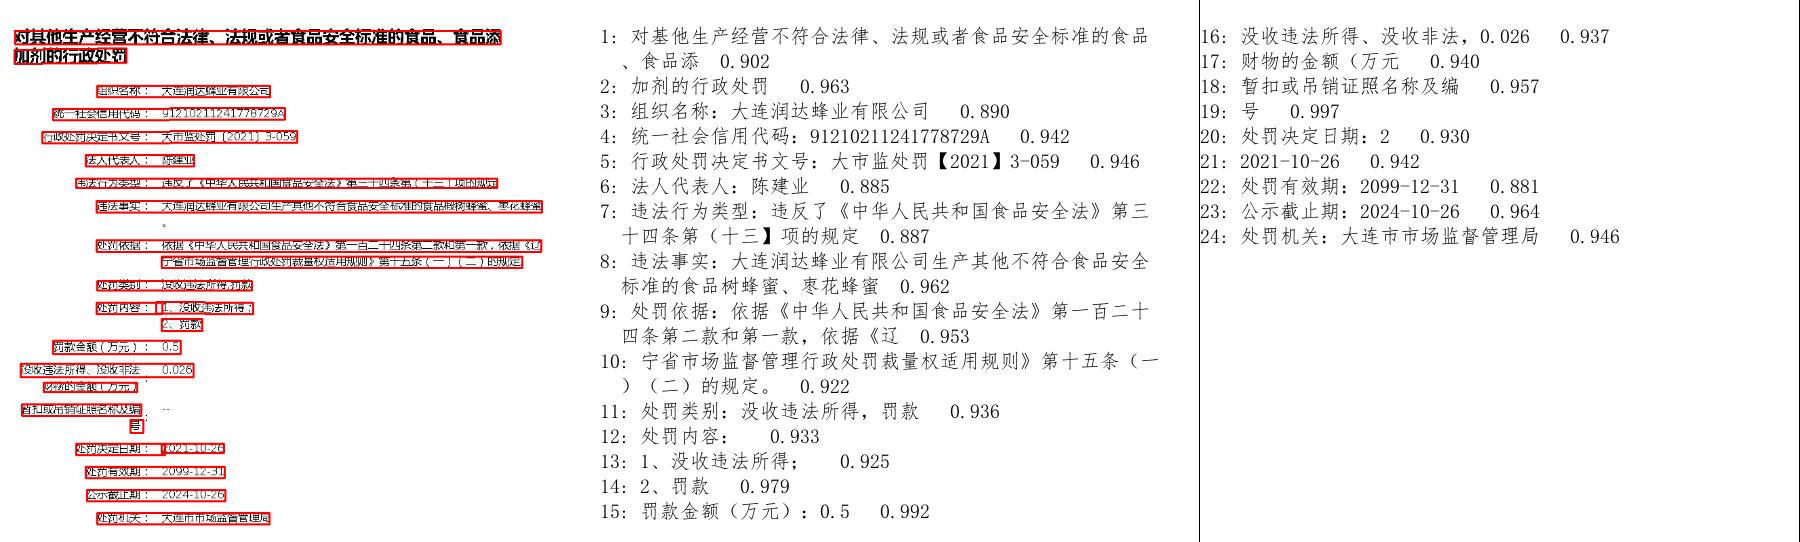 对其他生产经营不符合法律、法规或者食品安全标准的食品、食品添
加剂的行政处罚
组织名称： 大连润达蜂业有限公司
统一社会信用代码： 91210211241778729A
行政处罚决定书文号： 大市监处罚〔2021〕3-059
法人代表人： 陈建业
违法行为类型： 违反了《中华人民共和国食品安全法》第三十四条第（十三）项的规定
违法事实： 大连润达蜂业有限公司生产其他不符合食品安全标准的食品椴树蜂蜜、枣花蜂蜜
。
处罚依据： 依据《中华人民共和国食品安全法》第一百二十四条第二款和第一款，依据《辽
宁省市场监督管理行政处罚裁量权适用规则》第十五条（一）（二）的规定
处罚类别： 没收违法所得,罚款
处罚内容： 1、没收违法所得；
2、罚款
罚款金额（万元）： 0.5
没收违法所得、没收非法 0.026
财物的金额（万元） :
暂扣或吊销证照名称及编 --
号 :
处罚决定日期： 2021-10-26
处罚有效期： 2099-12-31
公示截止期： 2024-10-26
处罚机关： 大连市市场监督管理局
1: 对基他生产经营不符合法律、法规或者食品安全标准的食品
、食品添 0.902
2: 加剂的行政处罚 0.963
3: 组织名称：大连润达蜂业有限公司 0.890
4: 统一社会信用代码：91210211241778729A 0.942
5: 行政处罚决定书文号：大市监处罚【2021】3-059 0.946
6: 法人代表人：陈建业 0.885
7: 违法行为类型：违反了《中华人民共和国食品安全法》第三
十四条第（十三】项的规定 0.887
8: 违法事实：大连润达蜂业有限公司生产其他不符合食品安全
标准的食品树蜂蜜、枣花蜂蜜 0.962
9: 处罚依据：依据《中华人民共和国食品安全法》第一百二十
四条第二款和第一款，依据《辽 0.953
10: 宁省市场监督管理行政处罚裁量权适用规则》第十五条（一
）（二）的规定。 0.922
11: 处罚类别：没收违法所得，罚款 0.936
12: 处罚内容： 0.933
13: 1、没收违法所得； 0.925
14: 2、罚款 0.979
15: 罚款金额（万元）：0.5 0.992
16: 没收违法所得、没收非法，0.026 0.937
17: 财物的金额（万元 0.940
18: 暂扣或吊销证照名称及编 0.957
19: 号 0.997
20: 处罚决定日期：2 0.930
21: 2021-10-26 0.942
22: 处罚有效期：2099-12-31 0.881
23: 公示截止期：2024-10-26 0.964
24: 处罚机关：大连市市场监督管理局 0.946